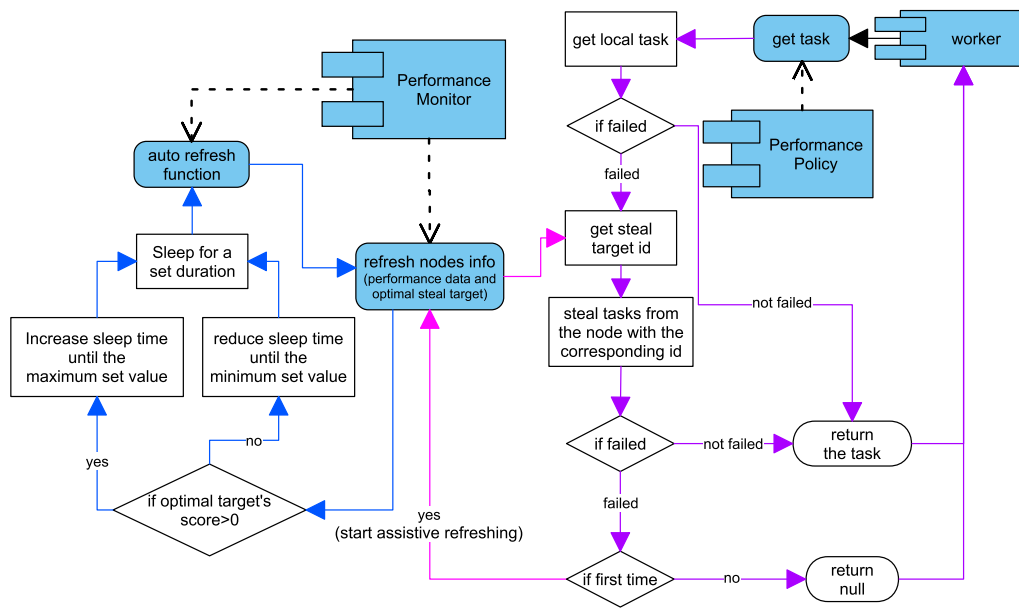 get local task
get task
worker
Performance
Monitor
if failed
Performance
Policy
auto refresh
function
failed
get steal
target id
Sleep for a
set duration
refresh nodes info
(performance data and
optimal steal target)
not failed
steal tasks from
the node with the
corresponding id
Increase sleep time
until the
maximum set value
reduce sleep time
until the
minimum set value
if failed
not failed
return
the task
no
yes
if optimal target's
score>0
failed
yes
(start assistive refreshing)
if first time
no
return
null